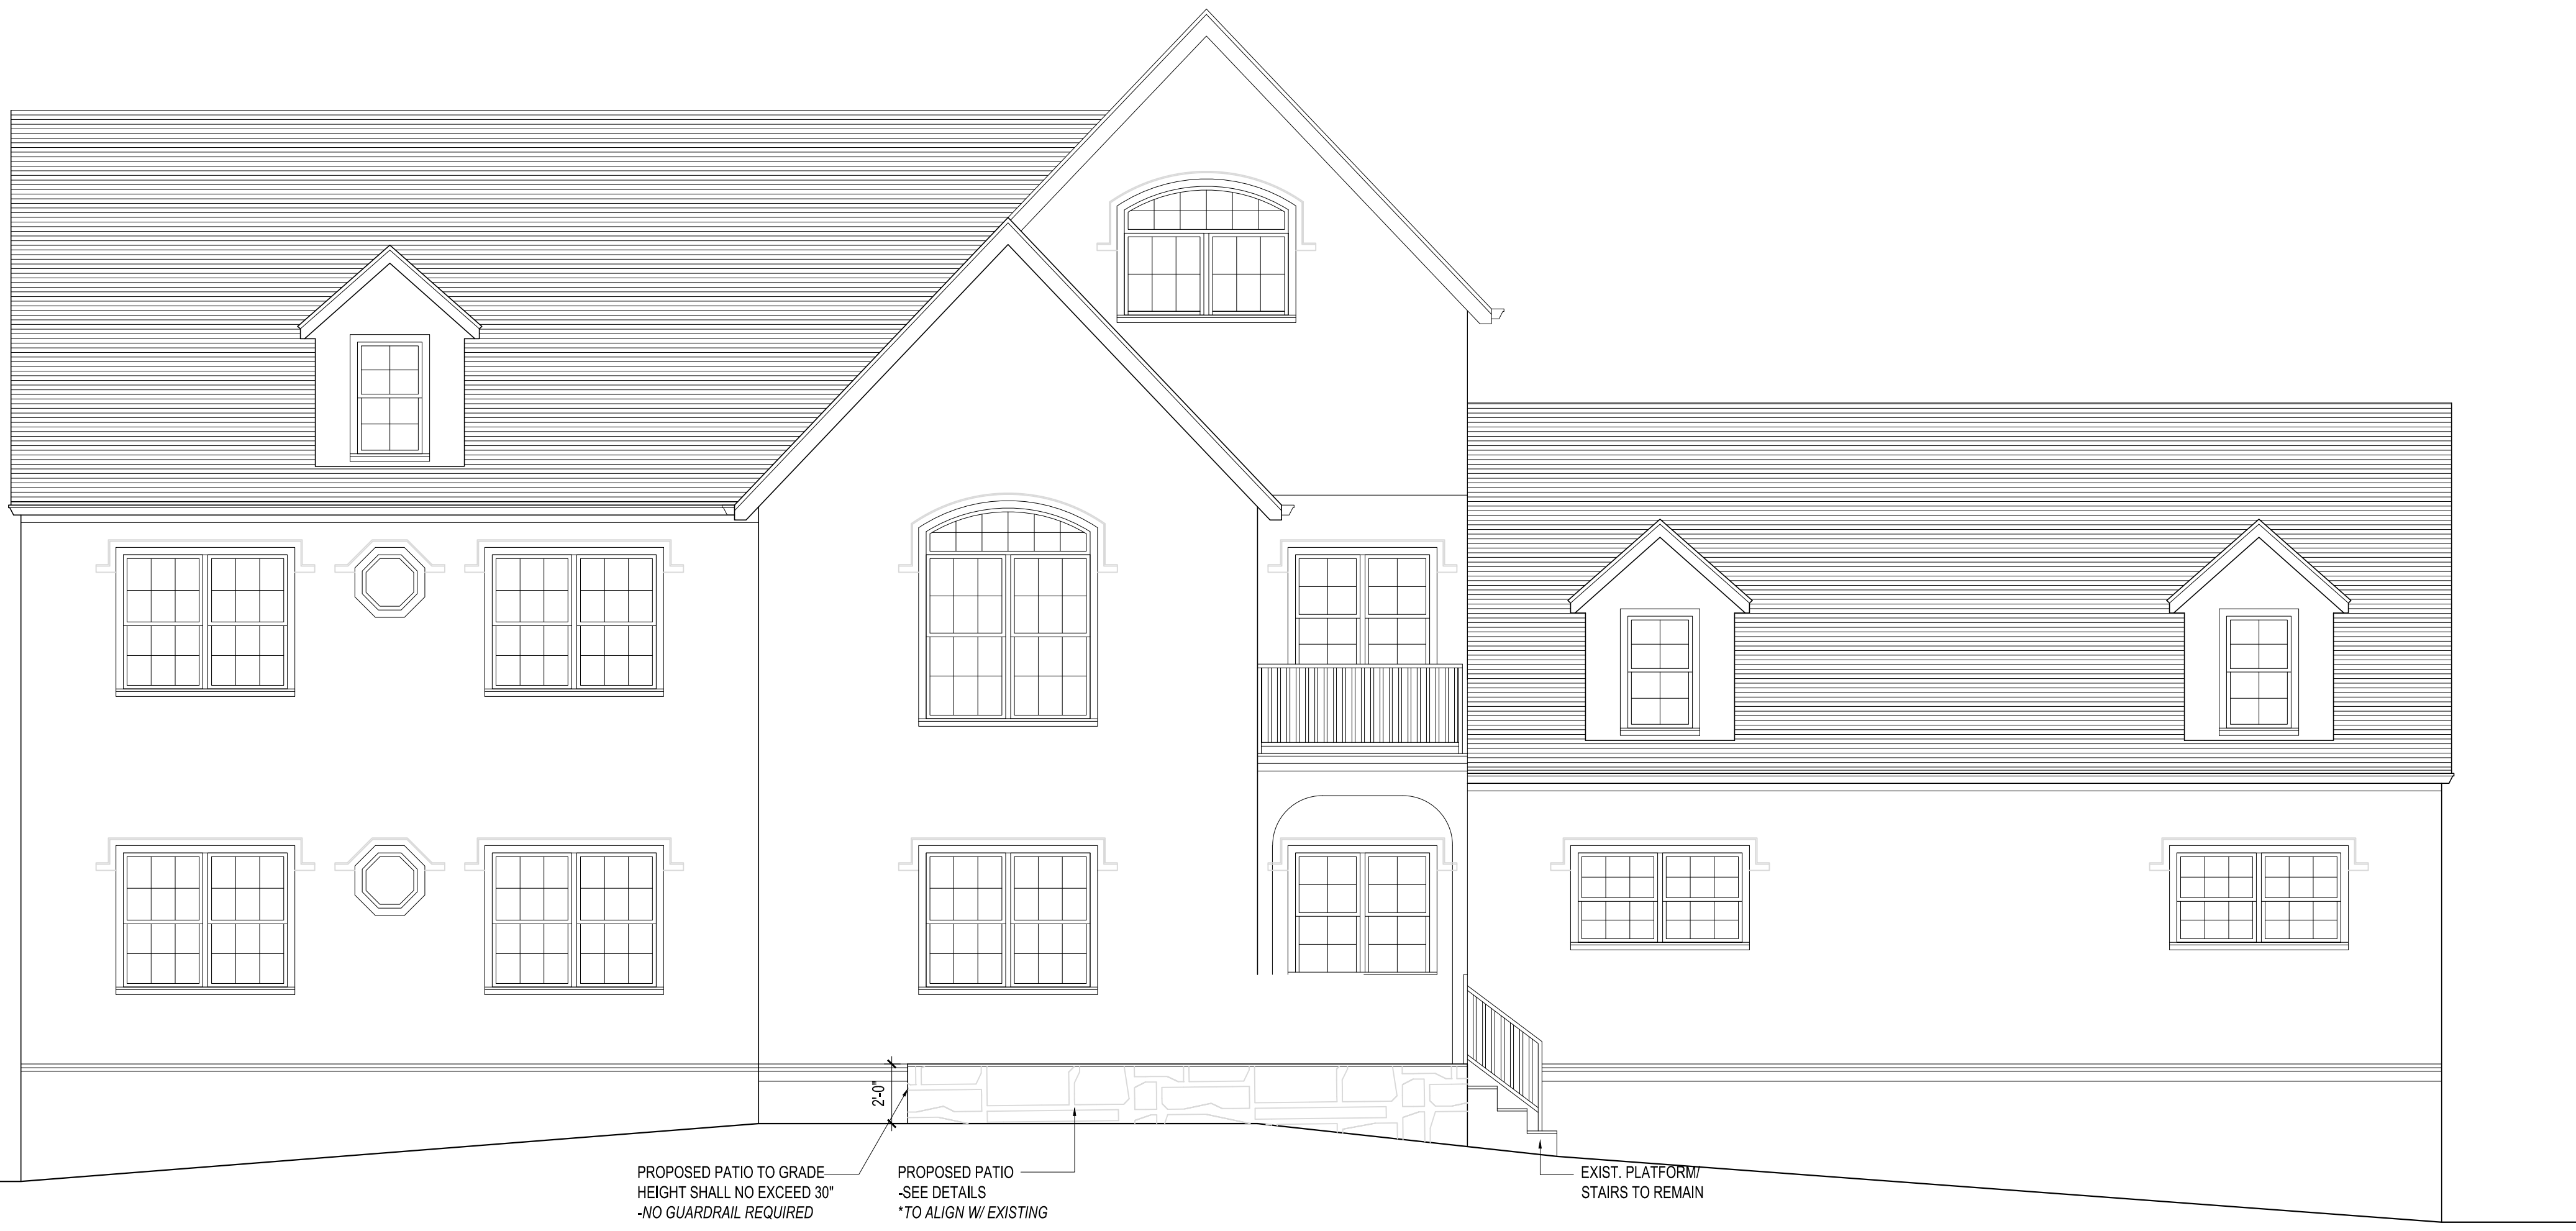 2'-0"
PROPOSED PATIO TO GRADE
HEIGHT SHALL NO EXCEED 30"
-NO GUARDRAIL REQUIRED
PROPOSED PATIO
-SEE DETAILS
*TO ALIGN W/ EXISTING
EXIST. PLATFORM/
STAIRS TO REMAIN